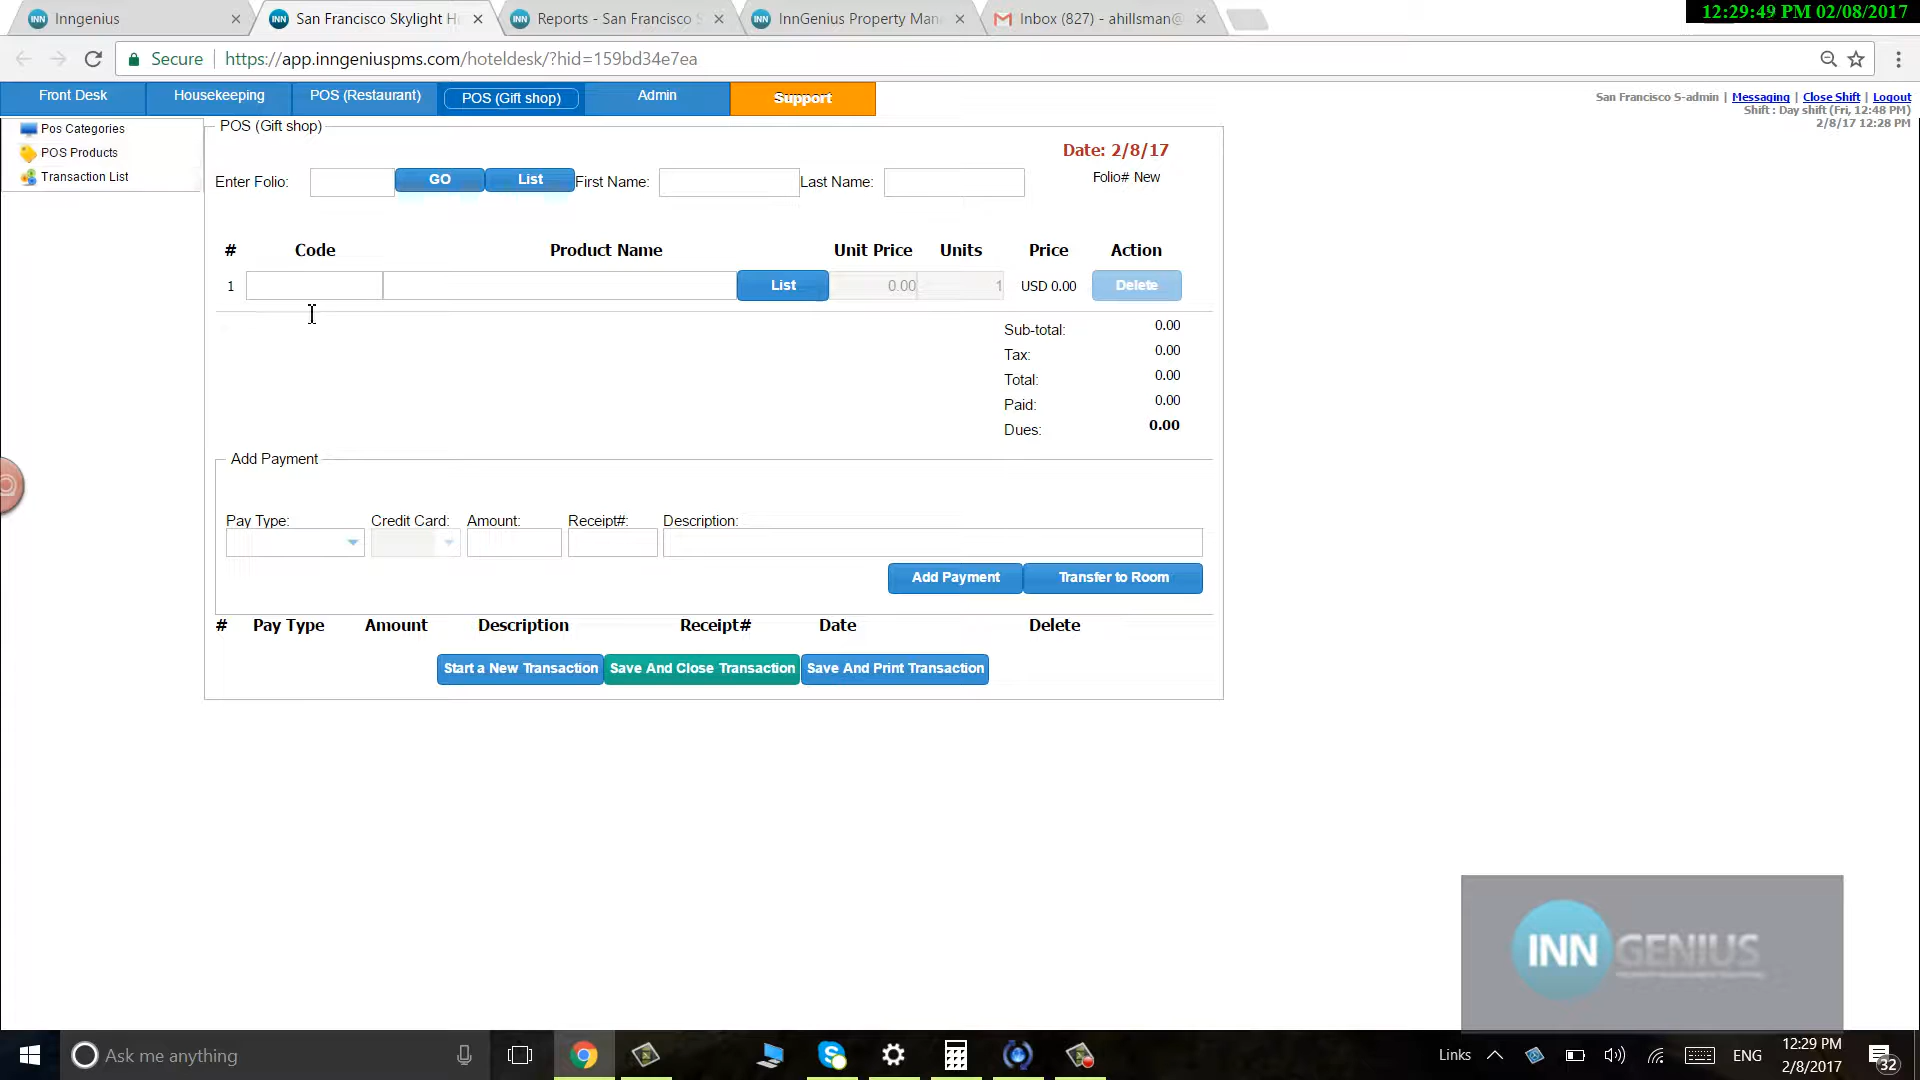 Inngenius
San Francisco Skylight H
Reports - San Francisco S
InnGenius Property Man
Inbox (827) - ahillsman@
12:29:49 PM 02/08/2017
Secure
https://app.inngeniuspms.com/hoteldesk/?hid=159bd34e7ea
Front Desk
Housekeeping
POS (Restaurant)
POS (Gift shop)
Admin
Support
San Francisco S-admin | Messaging | Close Shift | Logout
Shift : Day shift (Fri, 12:48 PM)
2/8/17 12:28 PM
Pos Categories
POS Products
Transaction List
POS (Gift shop)
Date: 2/8/17
Folio# New
Enter Folio:
GO
List
First Name:
Last Name:
# Code Product Name Unit Price Units Price Action
1 List 0.00 1 USD 0.00 Delete
Sub-total: 0.00
Tax: 0.00
Total: 0.00
Paid: 0.00
Dues: 0.00
Add Payment
Pay Type: Credit Card: Amount: Receipt#: Description:
Add Payment
Transfer to Room
# Pay Type Amount Description Receipt# Date Delete
Start a New Transaction
Save And Close Transaction
Save And Print Transaction
INN GENIUS
Ask me anything
Links
ENG
12:29 PM
2/8/2017
32